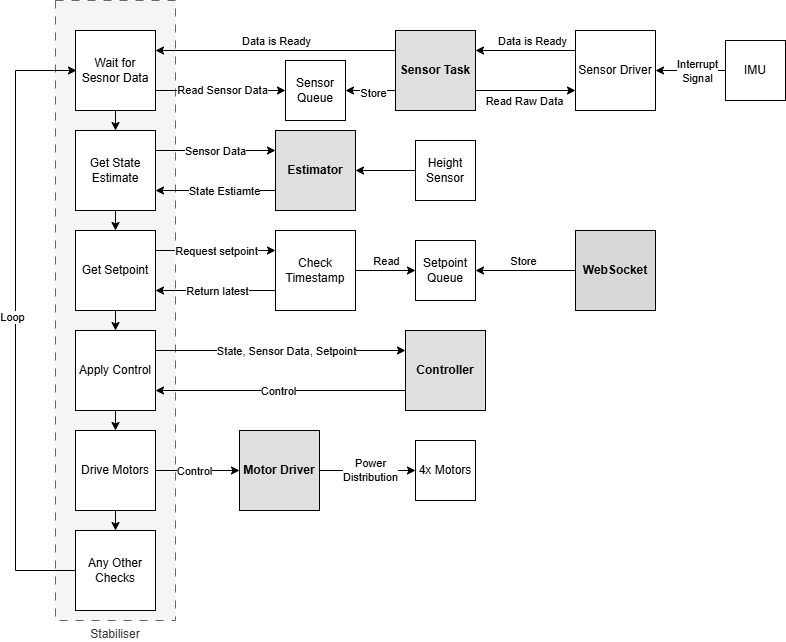 Data is Ready
Data is Ready
Wait for
Sesnor Data
Sensor Task
Sensor Driver
Interrupt
Signal
IMU
Read Sensor Data
Sensor
Queue
Store
Read Raw Data
Get State
Estimate
Sensor Data
State Estiamte
Estimator
Height
Sensor
Get Setpoint
Request setpoint
Return latest
Check
Timestamp
Read
Setpoint
Queue
Store
WebSocket
Loop
Apply Control
State, Sensor Data, Setpoint
Control
Controller
Drive Motors
Control
Motor Driver
Power
Distribution
4x Motors
Any Other
Checks
Stabiliser